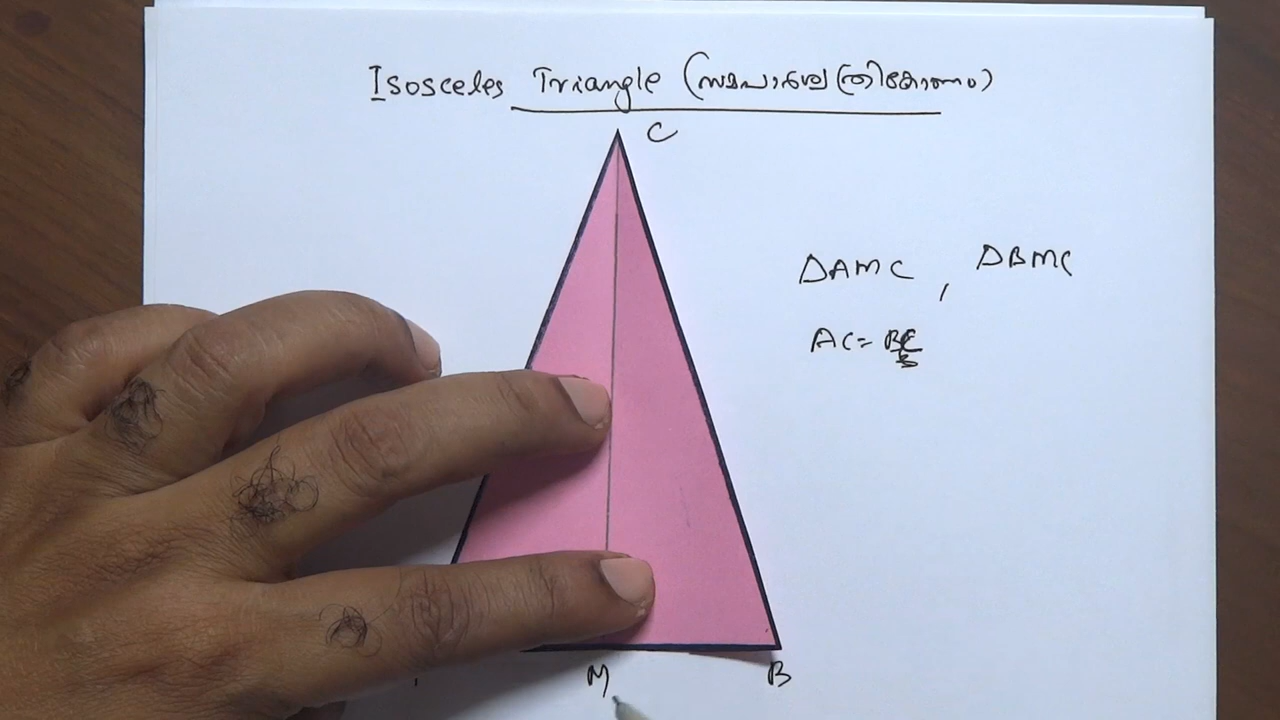 Isosceles Triangle (സമപാർശ്വത്രികോണം)
C
ΔAMC , ΔBMC
AC = BC
M B